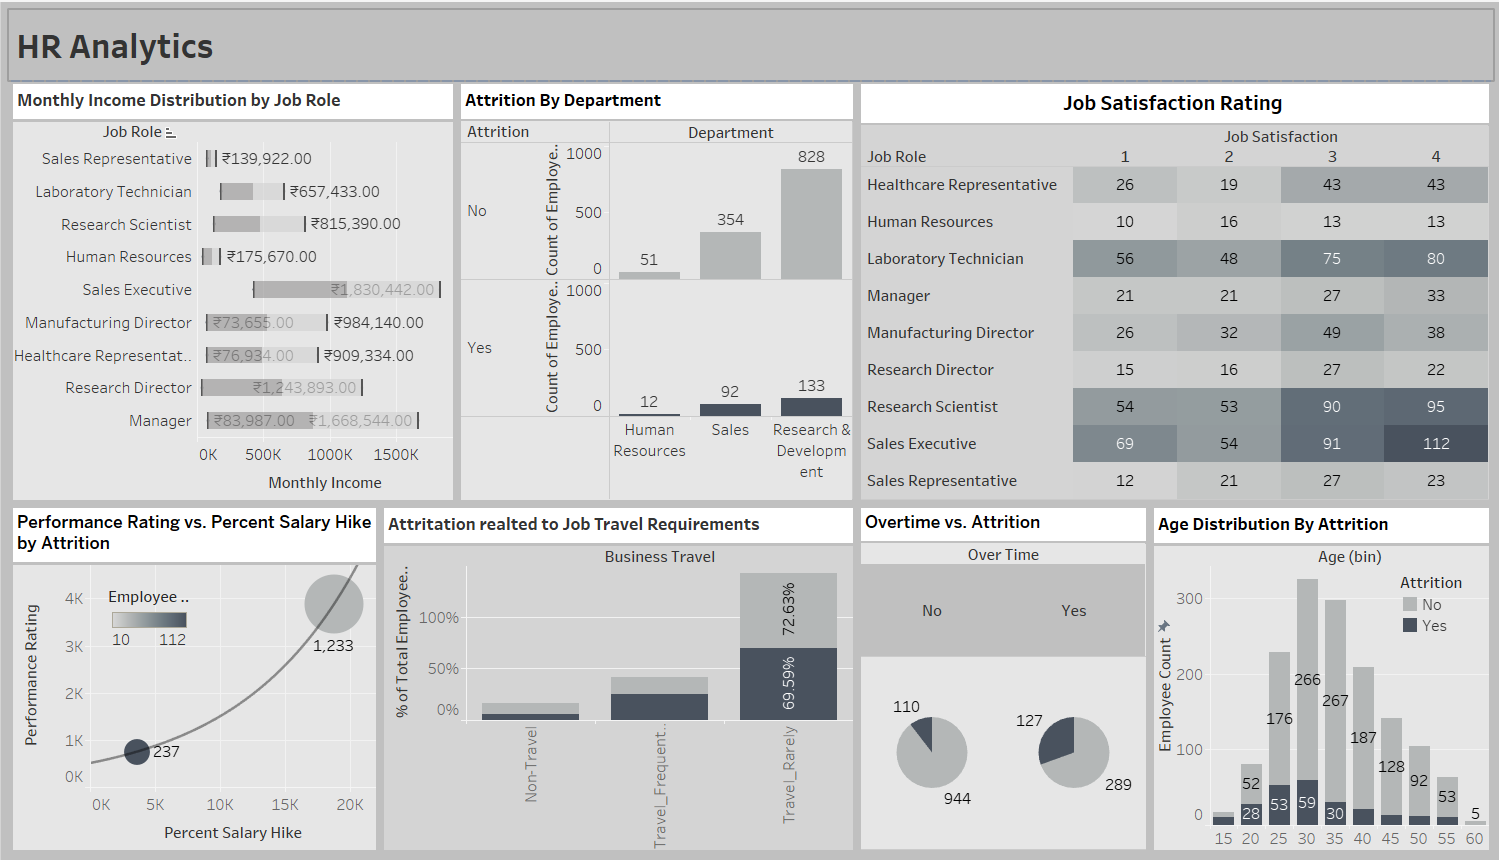 HR Analytics
Monthly Income Distribution by Job Role
Job Role
Sales Representative ₹139,922.00
Laboratory Technician ₹657,433.00
Research Scientist ₹815,390.00
Human Resources ₹175,670.00
Sales Executive ₹1,830,442.00
Manufacturing Director ₹73,655.00 ₹984,140.00
Healthcare Representat.. ₹76,934.00 ₹909,334.00
Research Director ₹1,243,893.00
Manager ₹83,987.00 ₹1,668,544.00
0K 500K 1000K 1500K
Monthly Income
Attrition By Department
Attrition Department
No
Count of Employe..
1000
500
0
51 354 828
Yes
Count of Employe..
1000
500
0
12 92 133
Human Resources
Sales
Research &
Developm
ent
Job Satisfaction Rating
Job Satisfaction
Job Role 1 2 3 4
Healthcare Representative 26 19 43 43
Human Resources 10 16 13 13
Laboratory Technician 56 48 75 80
Manager 21 21 27 33
Manufacturing Director 26 32 49 38
Research Director 15 16 27 22
Research Scientist 54 53 90 95
Sales Executive 69 54 91 112
Sales Representative 12 21 27 23
Performance Rating vs. Percent Salary Hike
by Attrition
Performance Rating
Employee ..
10 112
4K
3K
2K
1K
0K
1,233
237
0K 5K 10K 15K 20K
Percent Salary Hike
Attritation realted to Job Travel Requirements
Business Travel
% of Total Employee..
100%
50%
0%
72.63%
69.59%
Non-Travel
Travel_Frequent..
Travel_Rarely
Overtime vs. Attrition
Over Time
No Yes
110
944
127
289
Age Distribution By Attrition
Age (bin)
Attrition
No
Yes
Employee Count
300
200
100
0
52 176 266 267 187 128 92 53 5
28 53 59 30
15 20 25 30 35 40 45 50 55 60